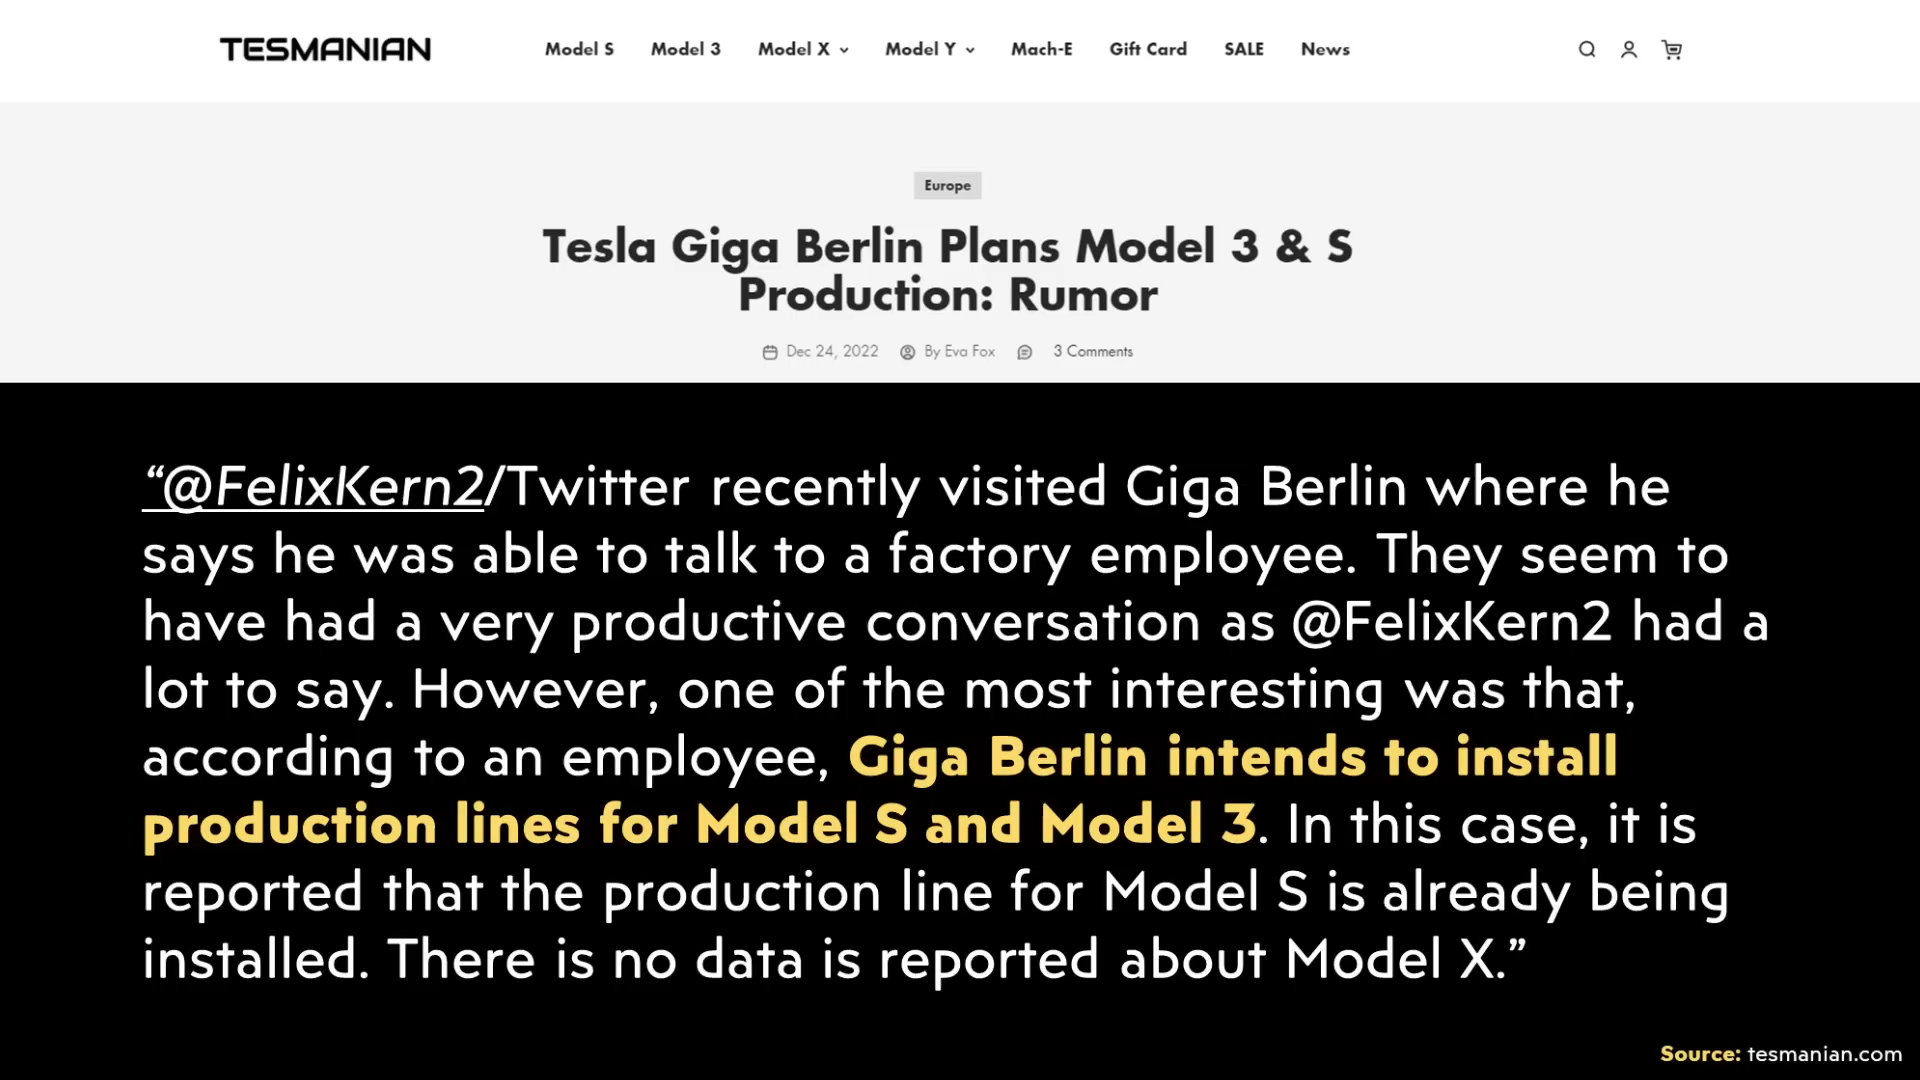 TESMANIAN
Model S Model 3 Model X Model Y Mach-E Gift Card SALE News
Europe
Tesla Giga Berlin Plans Model 3 & S
Production: Rumor
Dec 24, 2022 By Eva Fox 3 Comments
“@FelixKern2/Twitter recently visited Giga Berlin where he
says he was able to talk to a factory employee. They seem to
have had a very productive conversation as @FelixKern2 had a
lot to say. However, one of the most interesting was that,
according to an employee, Giga Berlin intends to install
production lines for Model S and Model 3. In this case, it is
reported that the production line for Model S is already being
installed. There is no data is reported about Model X.”
Source: tesmanian.com